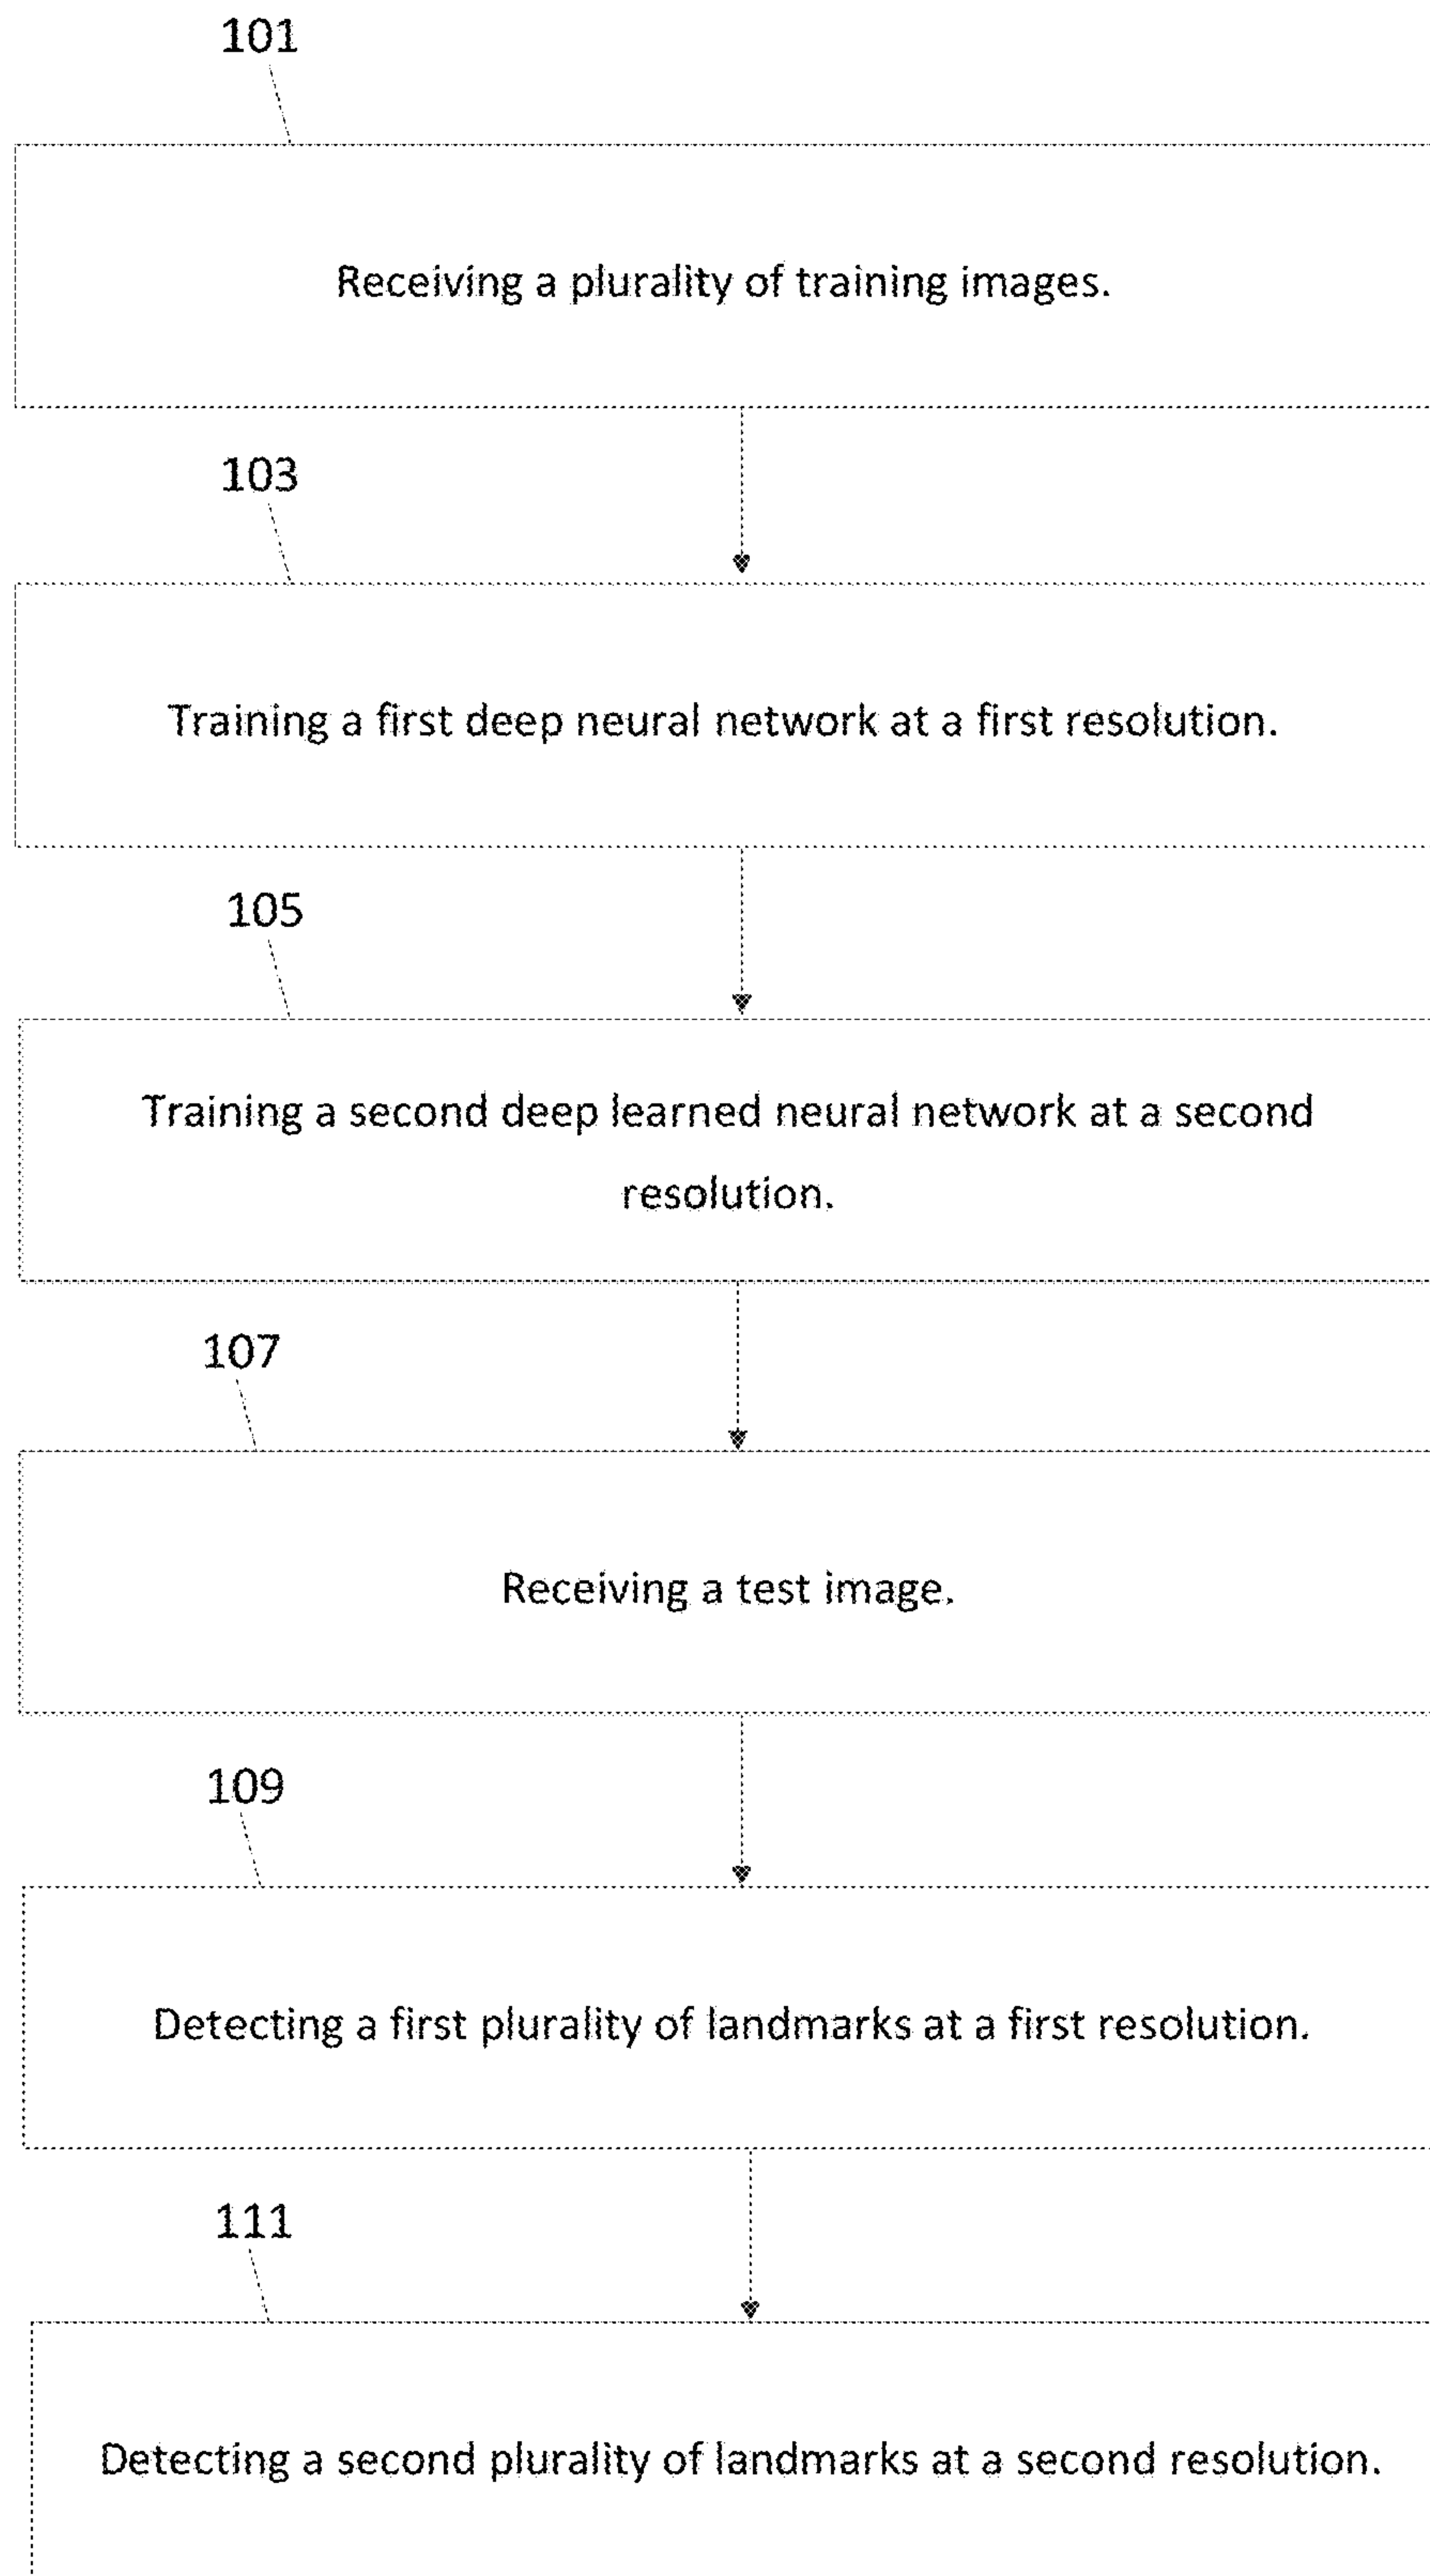 101
Receiving a plurality of training images.
103
Training a first deep neural network at a first resolution.
105
Training a second deep learned neural network at a second
resolution.
107
Receiving a test image.
109
Detecting a first plurality of landmarks at a first resolution.
111
Detecting a second plurality of landmarks at a second resolution.